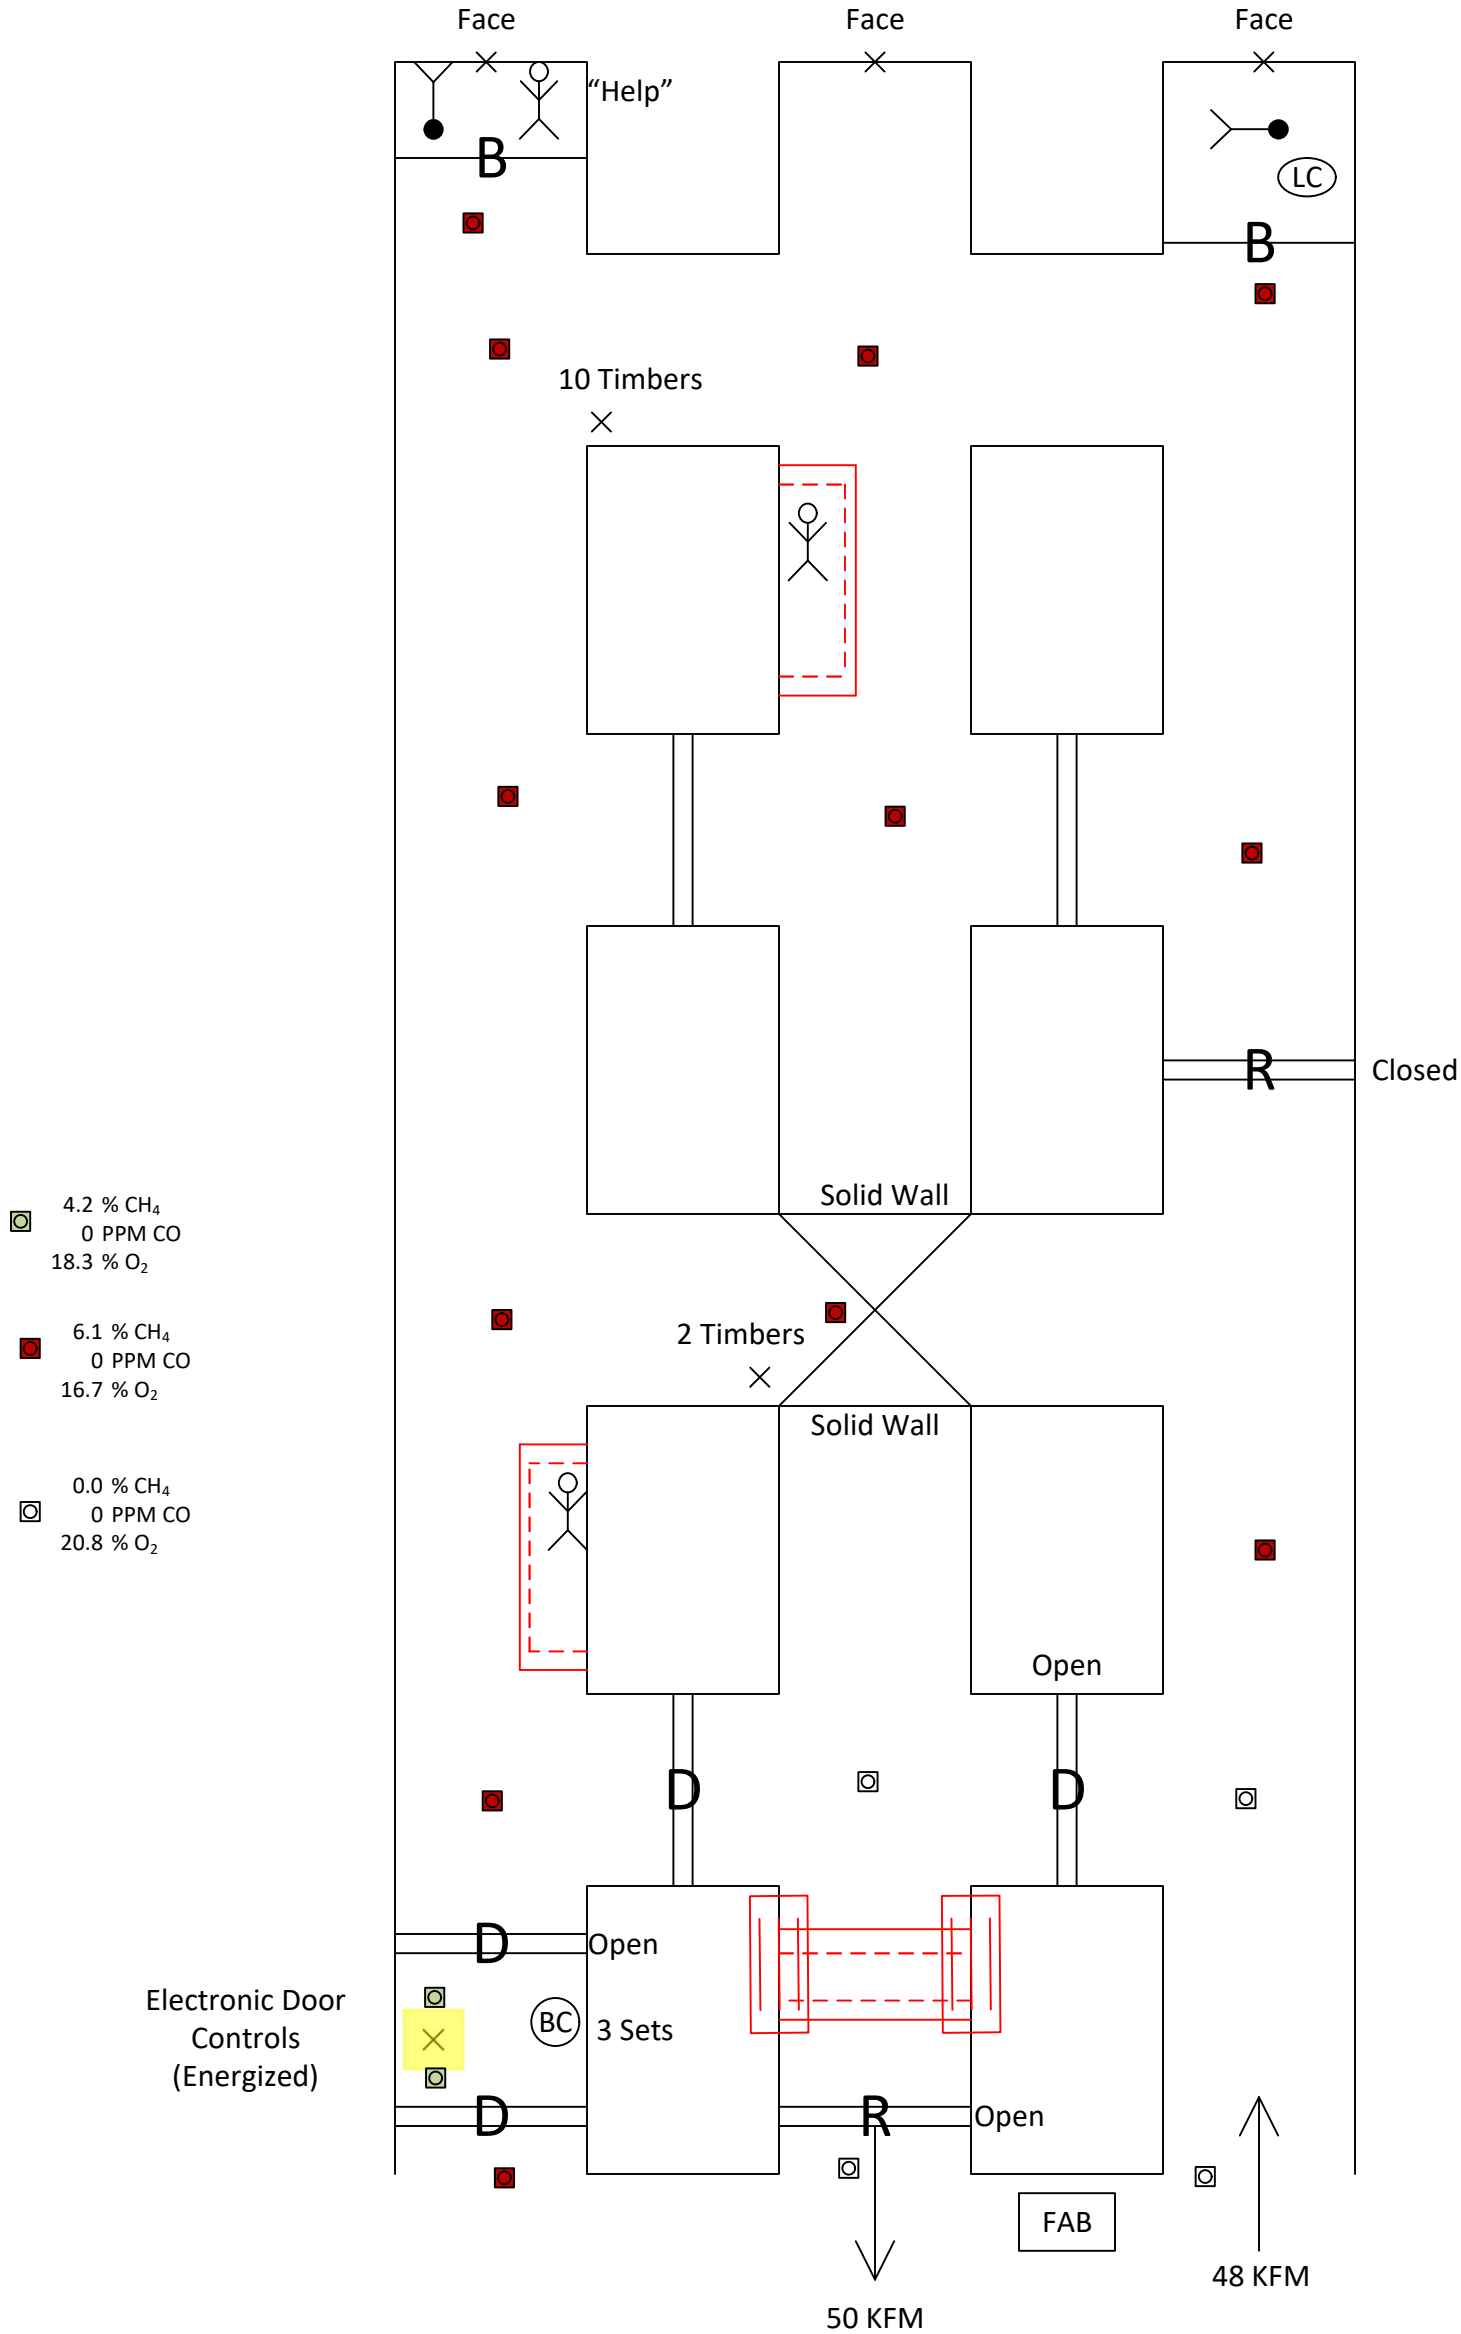 Face
Face
Face
“Help”
B
LC
B
10 Timbers
R
Closed
Solid Wall
4.2 % CH₄
0 PPM CO
18.3 % O₂
6.1 % CH₄
0 PPM CO
16.7 % O₂
2 Timbers
Solid Wall
0.0 % CH₄
0 PPM CO
20.8 % O₂
Open
D
D
D
Open
Electronic Door
Controls
(Energized)
BC
3 Sets
D
R
Open
FAB
48 KFM
50 KFM